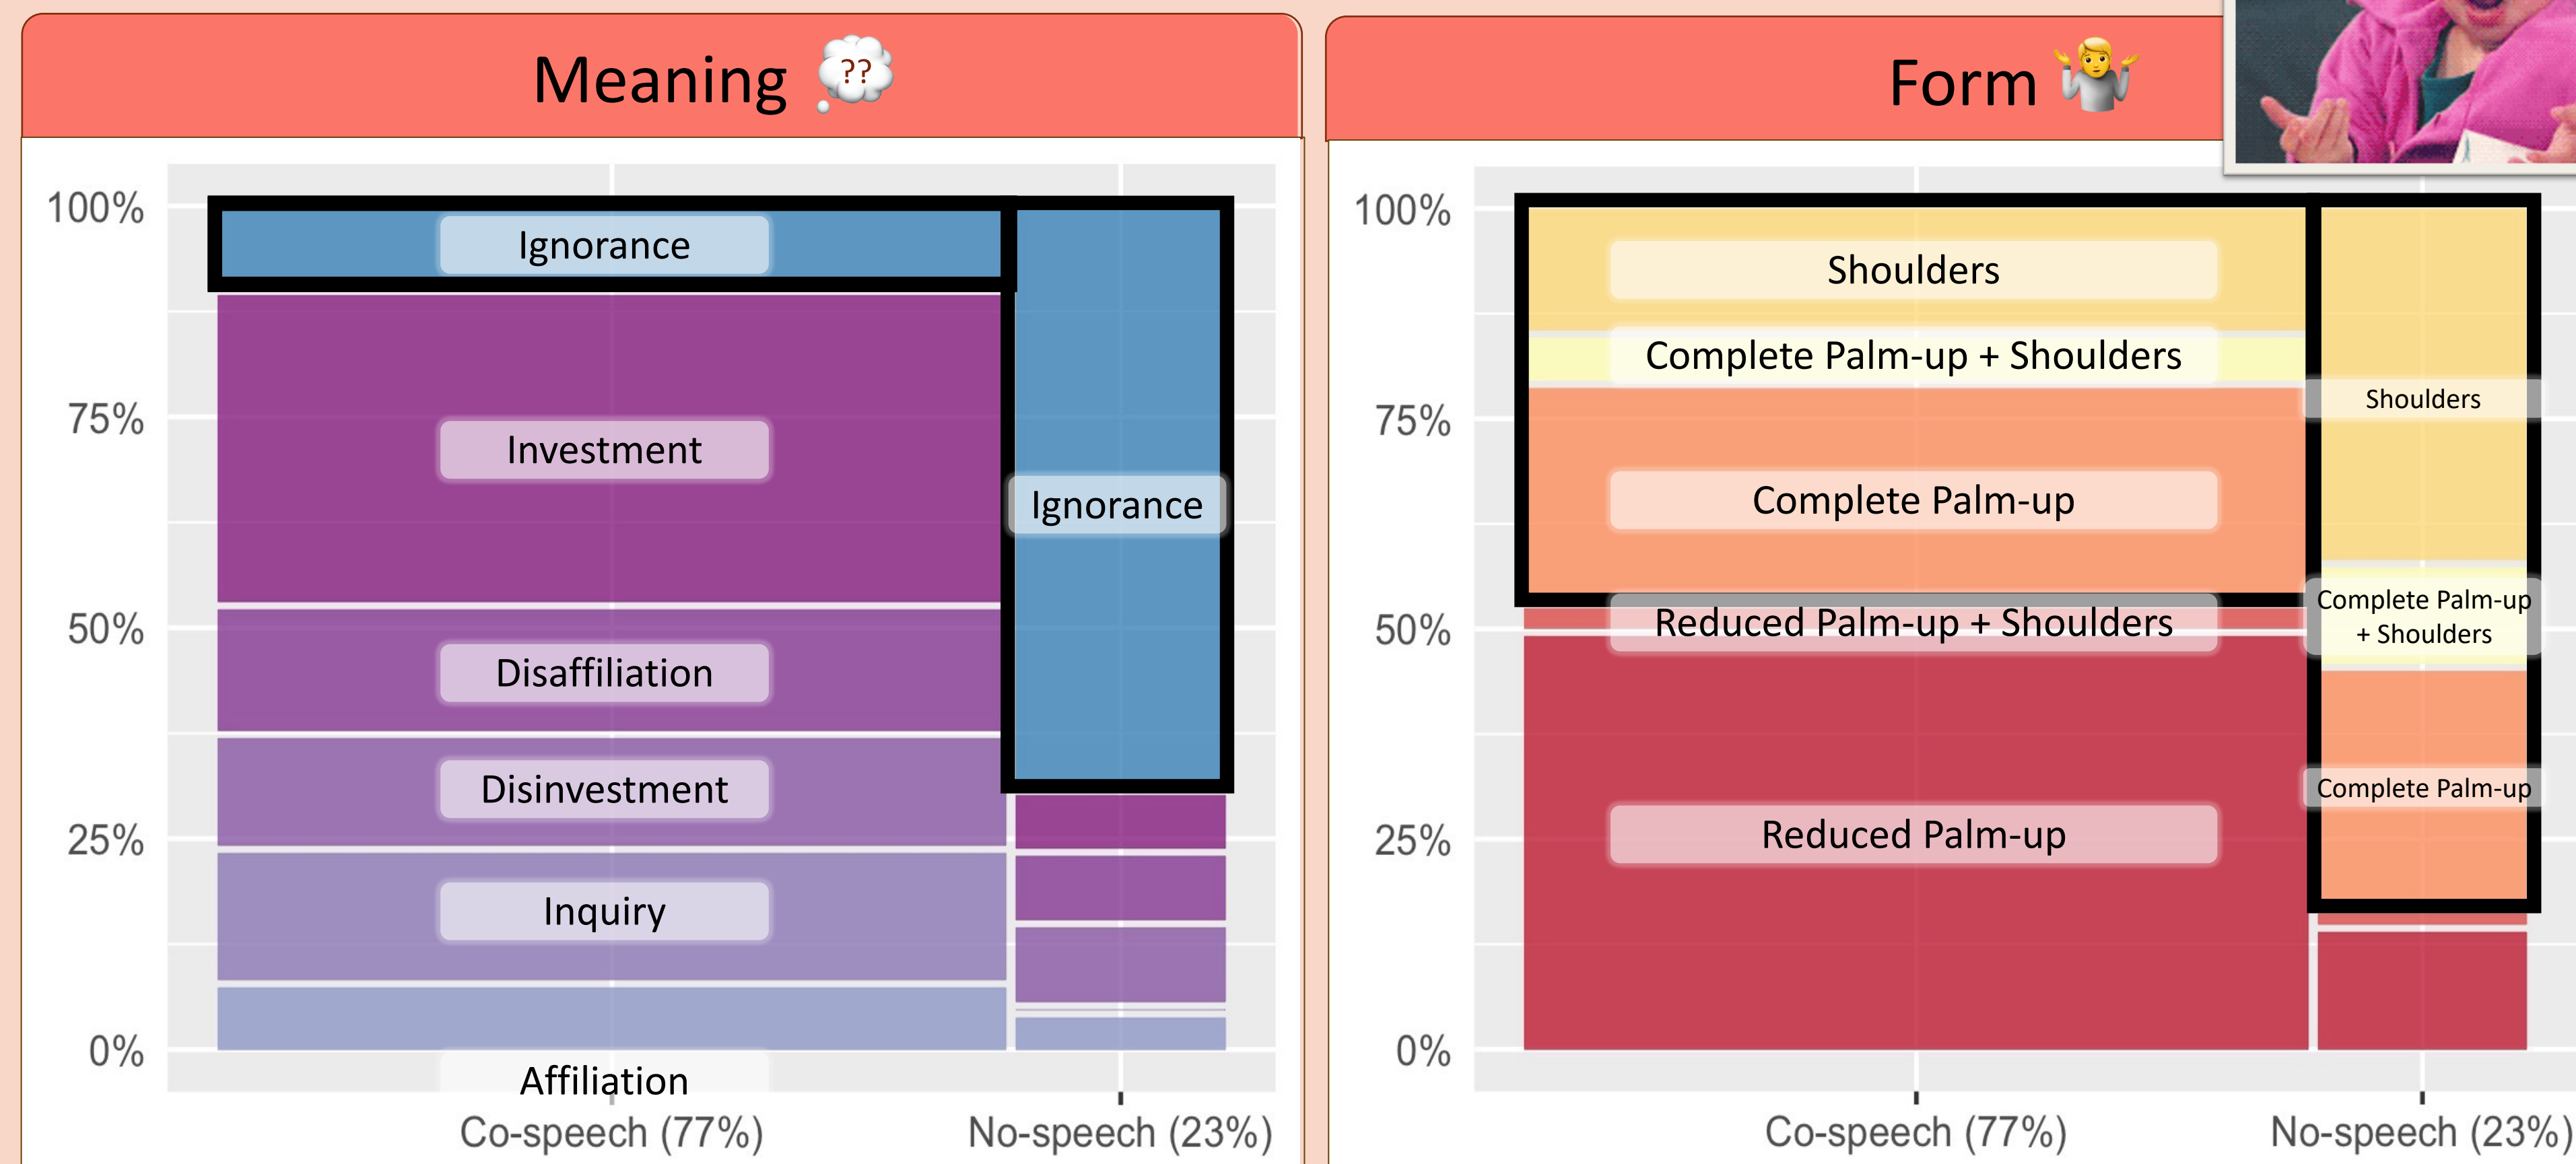 Meaning ??
100%
75%
50%
25%
0%
Ignorance
Investment
Disaffiliation
Disinvestment
Inquiry
Affiliation
Ignorance
Co-speech (77%)
No-speech (23%)
Form
100%
75%
50%
25%
0%
Shoulders
Complete Palm-up + Shoulders
Complete Palm-up
Reduced Palm-up + Shoulders
Reduced Palm-up
Shoulders
Complete Palm-up
+ Shoulders
Complete Palm-up
Co-speech (77%)
No-speech (23%)